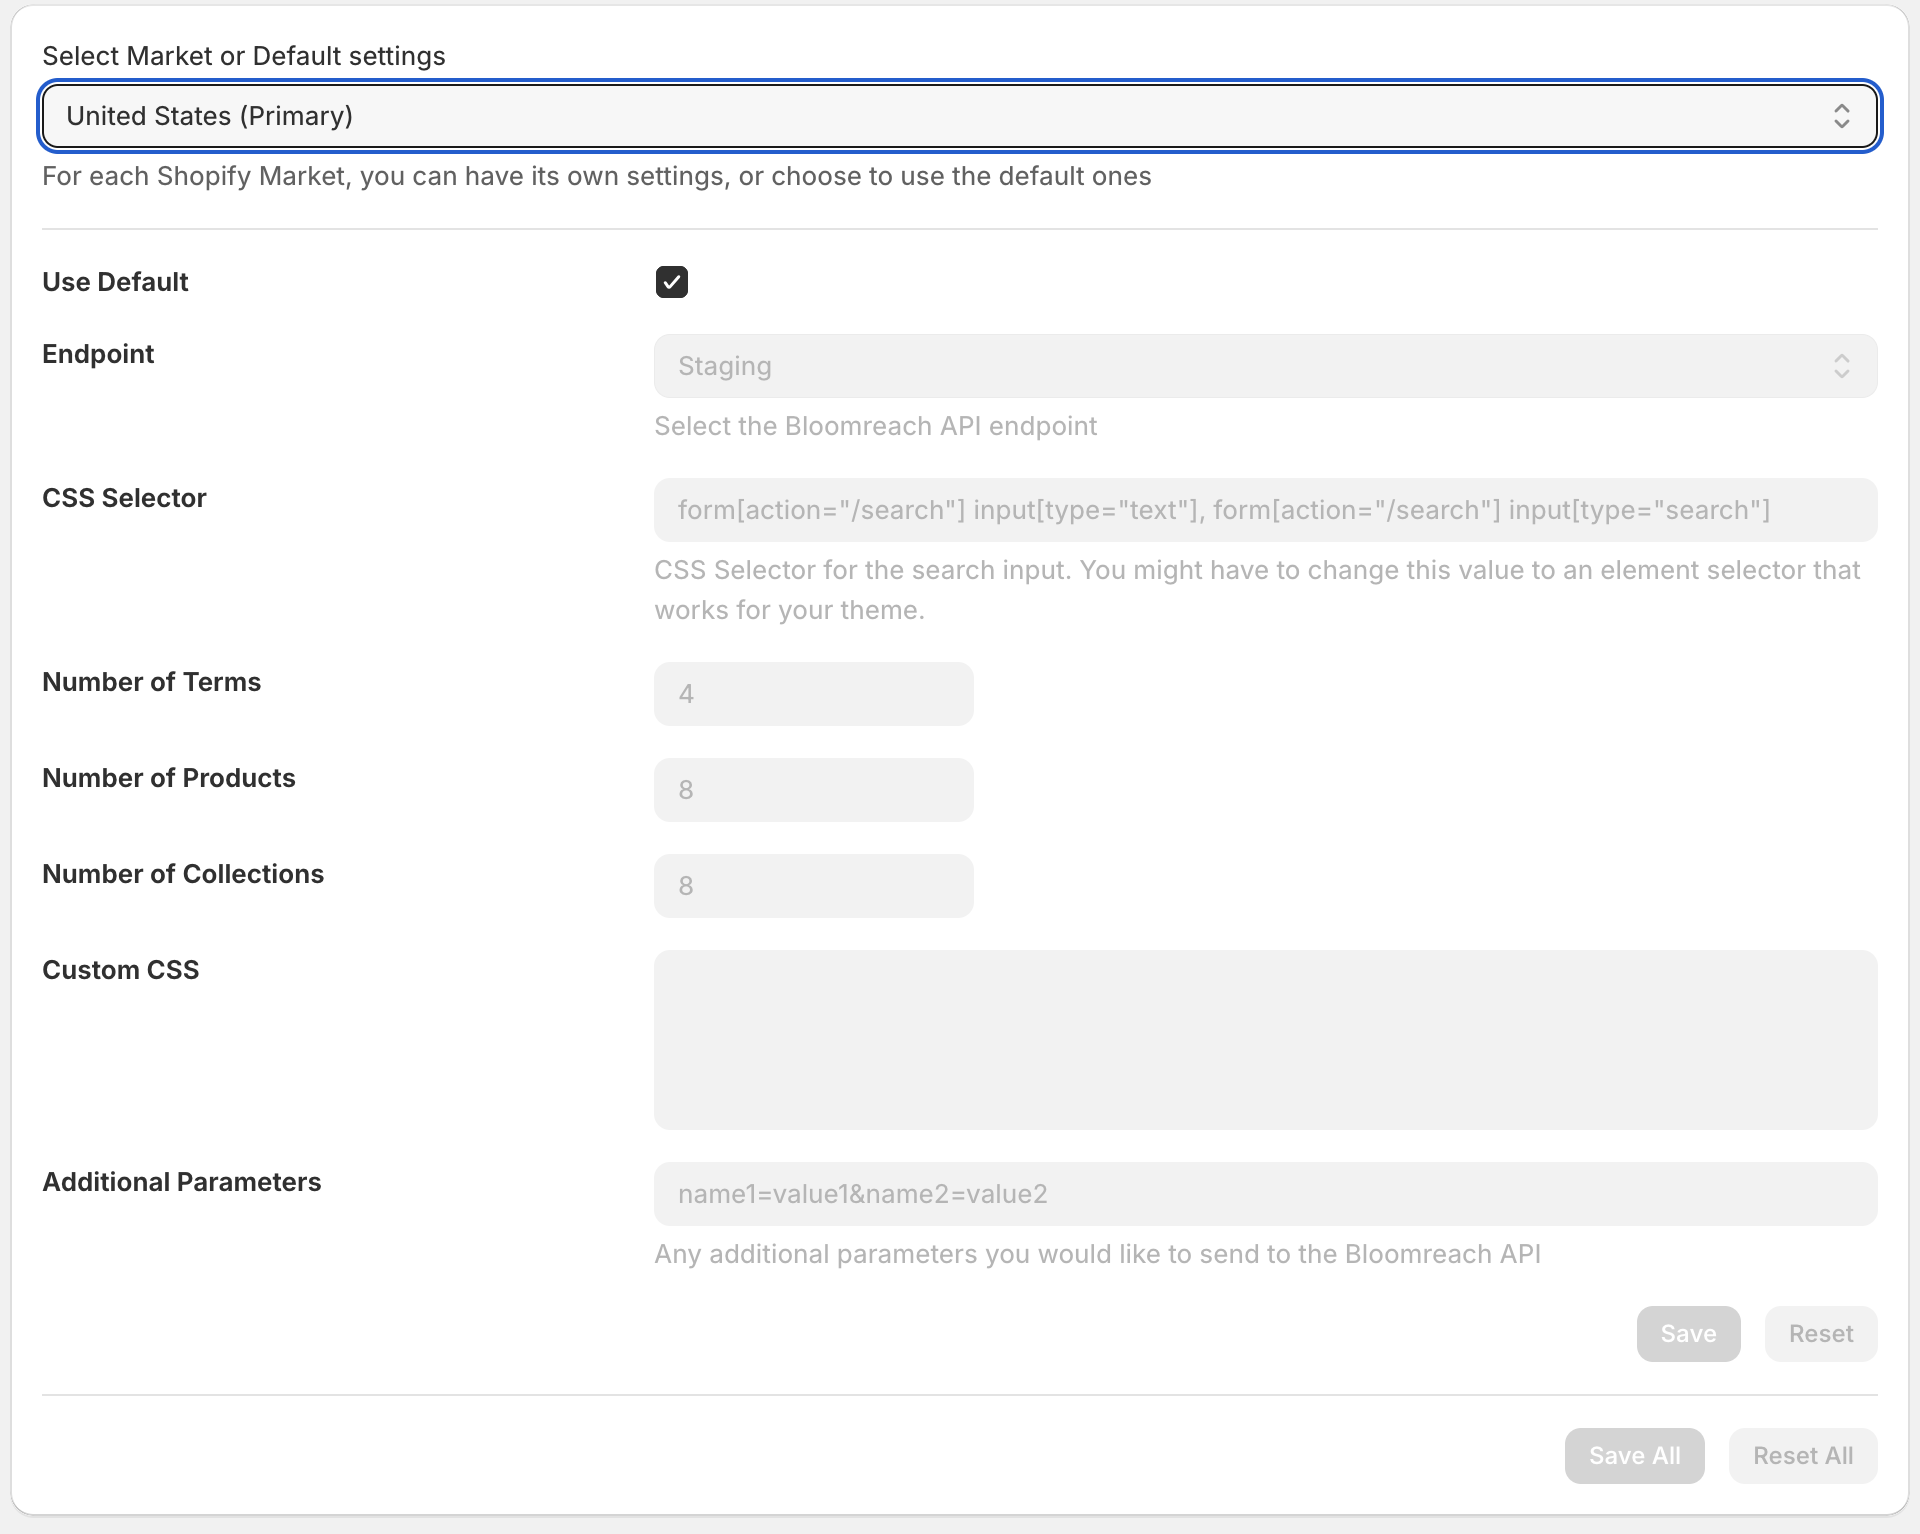 Select Market or Default settings
United States (Primary)
For each Shopify Market, you can have its own settings, or choose to use the default ones
Use Default
Endpoint
Staging
Select the Bloomreach API endpoint
CSS Selector
form[action="/search"] input[type="text"], form[action="/search"] input[type="search"]
CSS Selector for the search input. You might have to change this value to an element selector that
works for your theme.
Number of Terms
4
Number of Products
8
Number of Collections
8
Custom CSS
Additional Parameters
name1=value1&name2=value2
Any additional parameters you would like to send to the Bloomreach API
Save
Reset
Save All
Reset All